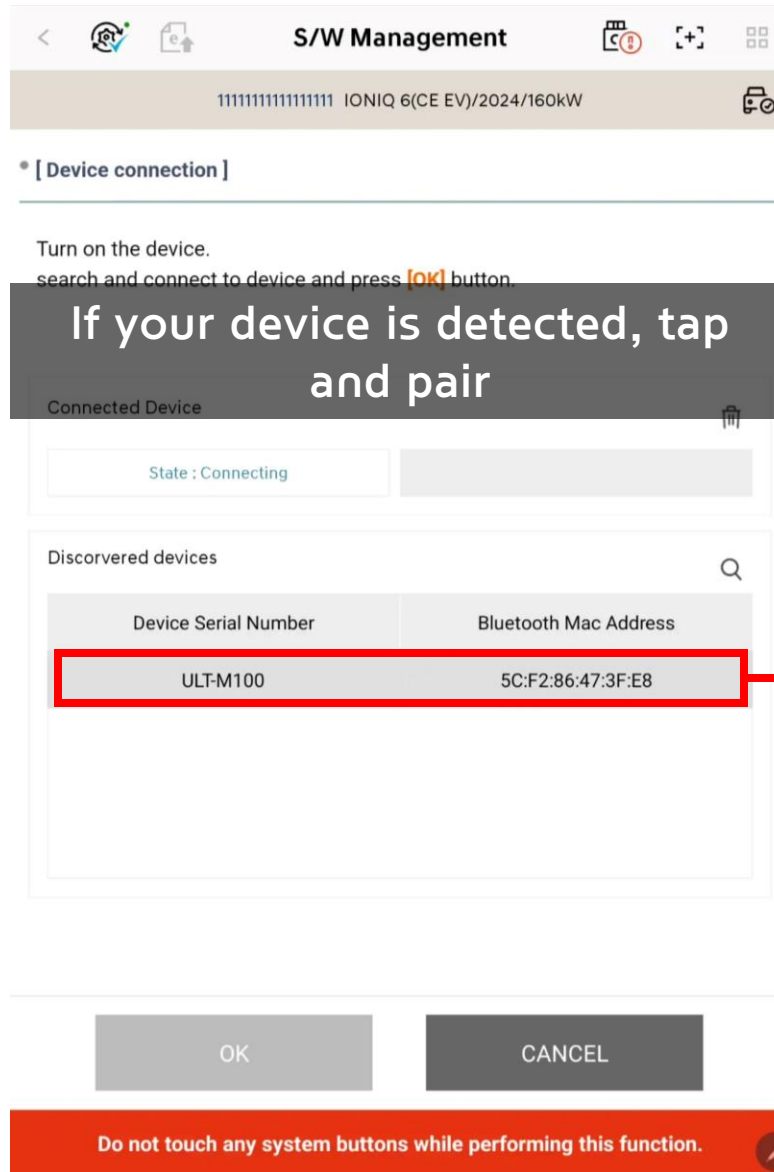 S/W Management
11111111111111111 IONIQ 6(CE EV)/2024/160kW
[ Device connection ]
Turn on the device.
search and connect to device and press [OK] button.
If your device is detected, tap
and pair
Connected Device
State : Connecting
Discorvered devices
Device Serial Number Bluetooth Mac Address
ULT-M100 5C:F2:86:47:3F:E8
OK CANCEL
Do not touch any system buttons while performing this function.